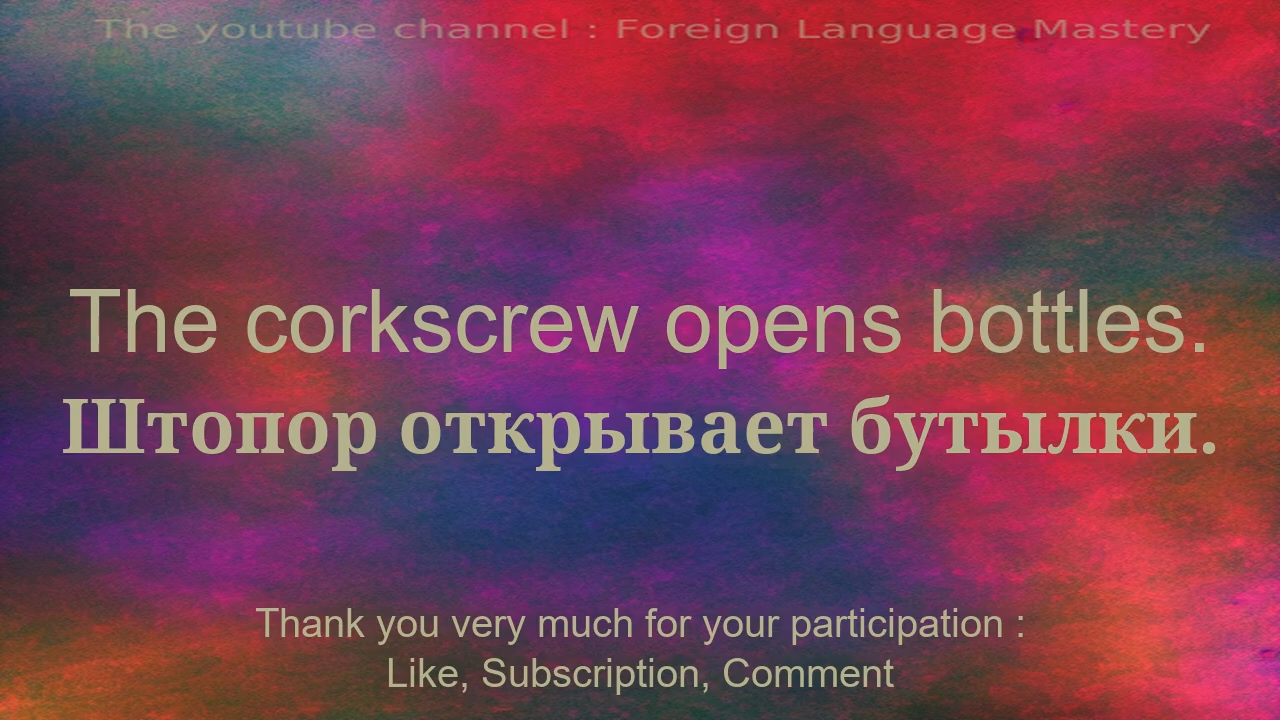 The youtube channel : Foreign Language Mastery
The corkscrew opens bottles.
Штопор открывает бутылки.
Thank you very much for your participation :
Like, Subscription, Comment